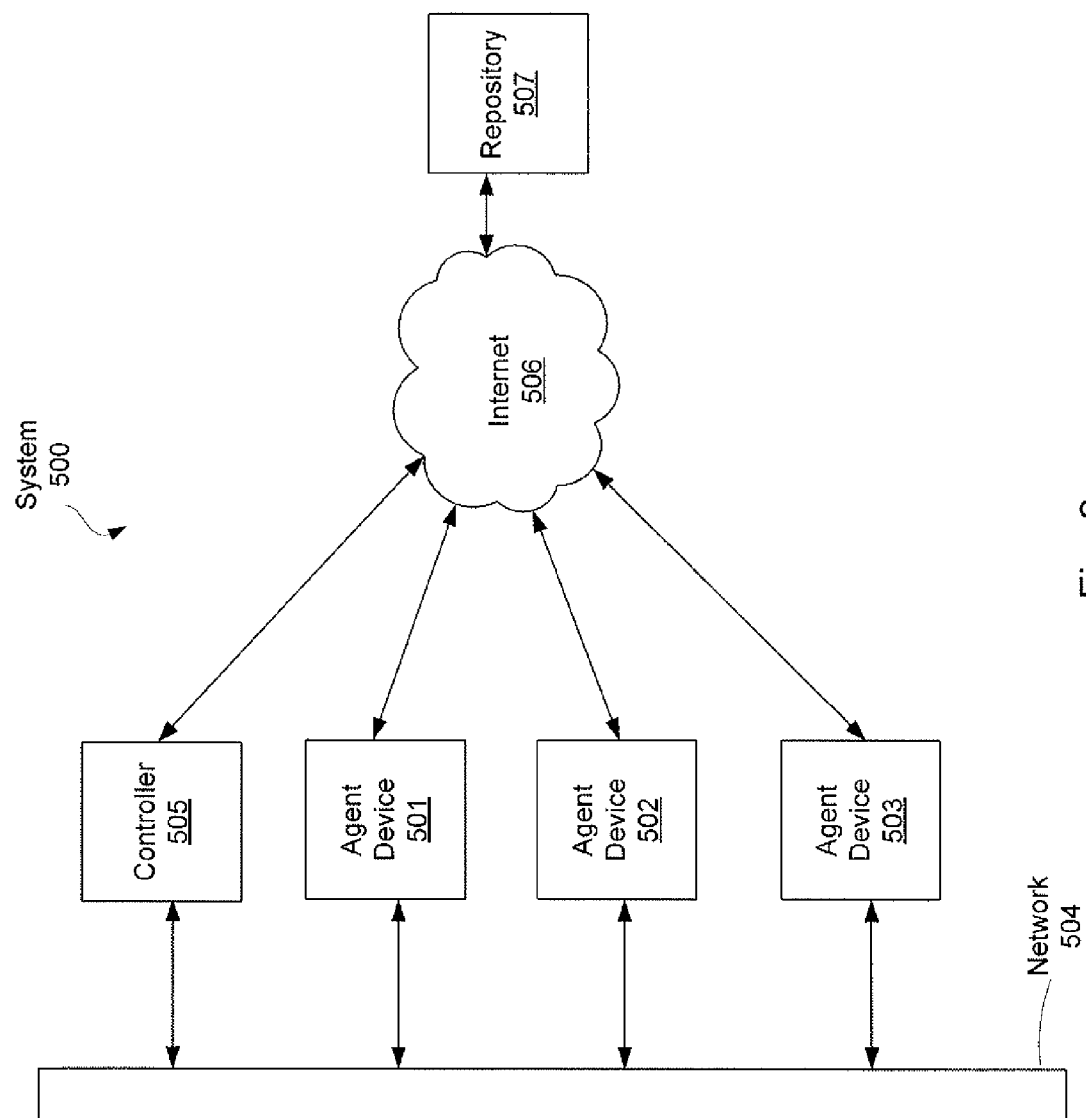 System
500
Controller
505
Agent
Device
501
Internet
506
Repository
507
Agent
Device
502
Agent
Device
503
Network
504